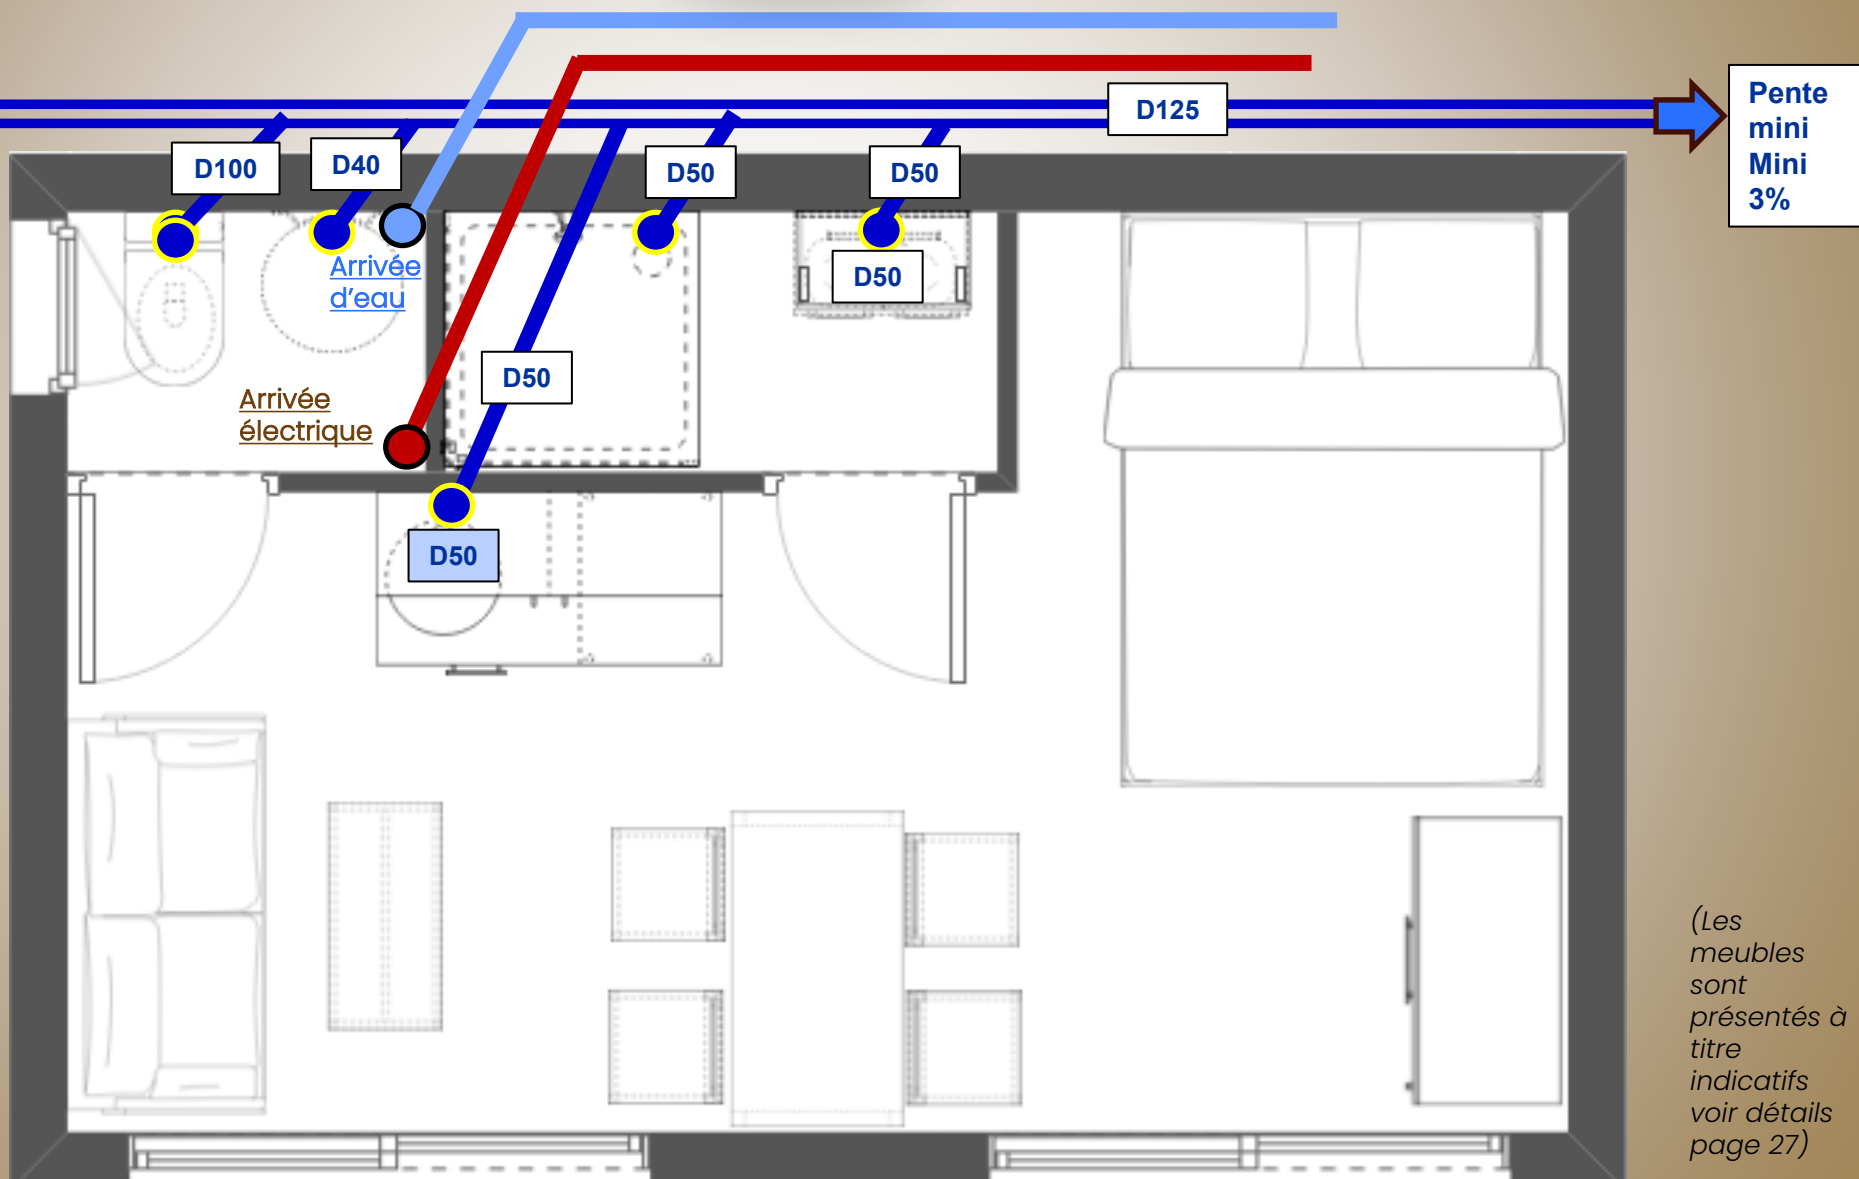 D125
Pente
mini
Mini
3%
D100
D40
D50
D50
Arrivée
d’eau
D50
D50
Arrivée
électrique
D50
(Les
meubles
sont
présentés à
titre
indicatifs
voir détails
page 27)